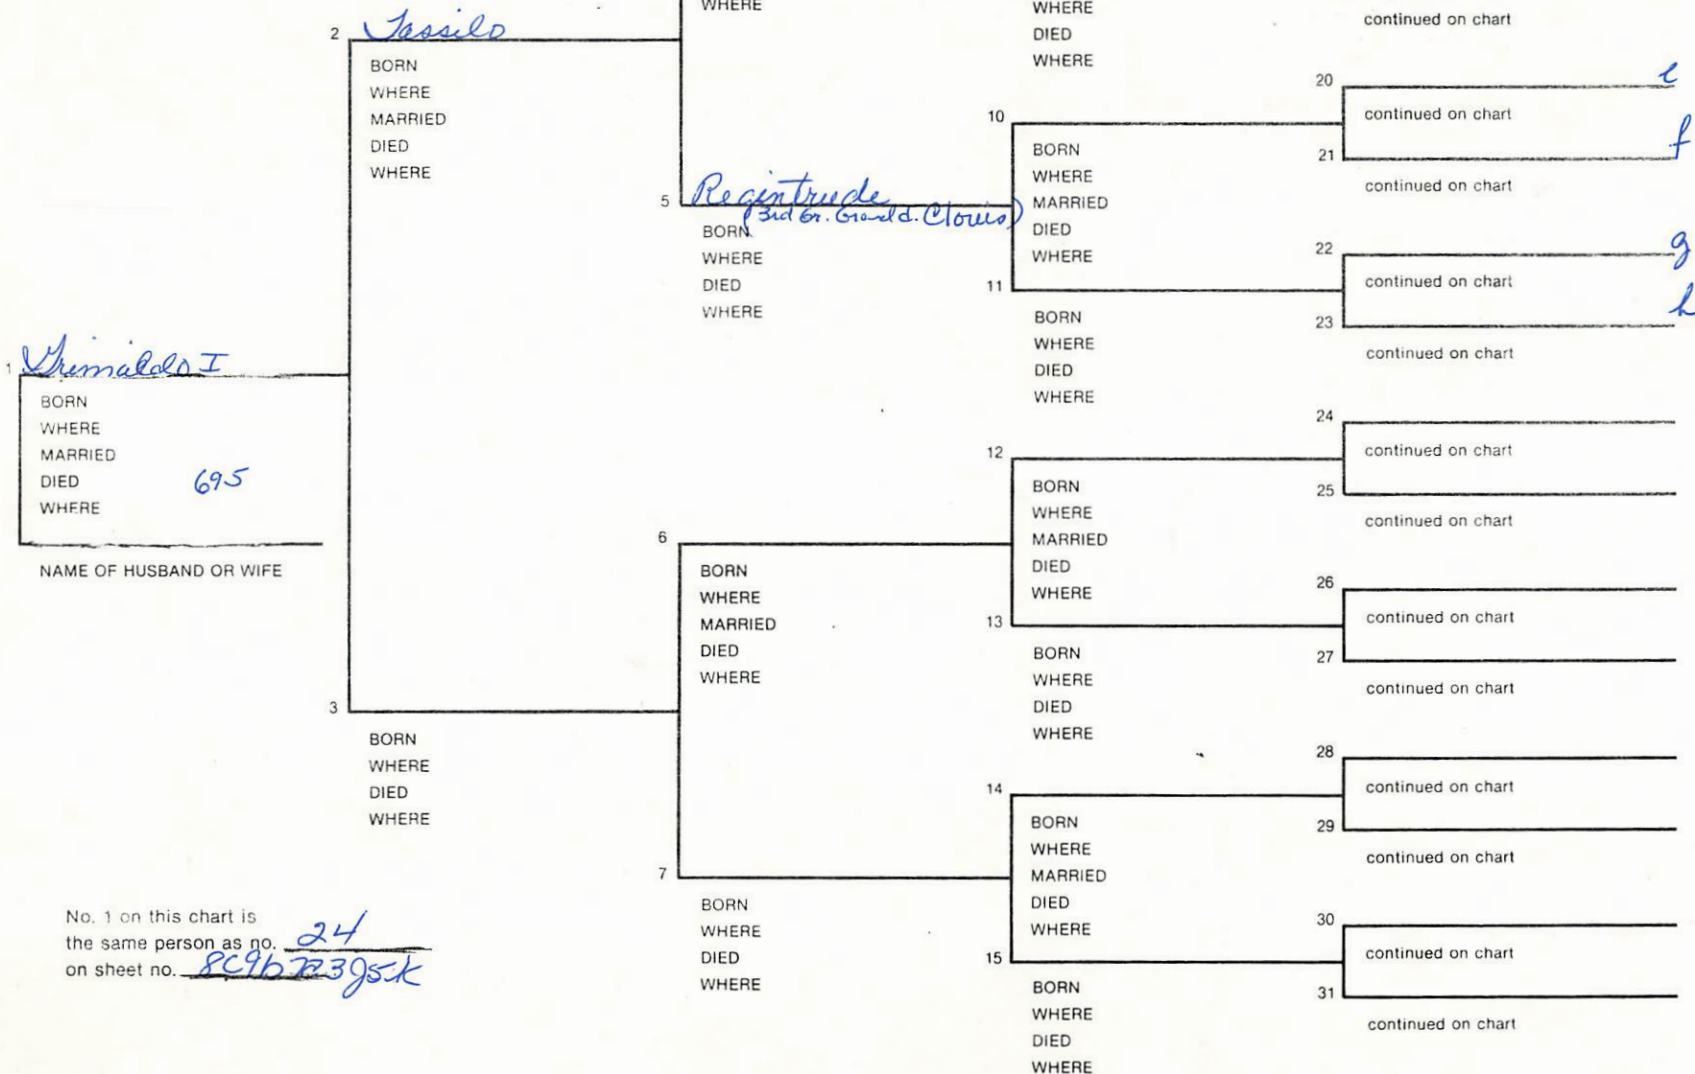 WHERE
2 Tassilo
BORN
WHERE
MARRIED
DIED
WHERE
5 Regintrude
(3rd Gr. Grand d. Clovis)
BORN
WHERE
DIED
WHERE
1 Grimaldo I
BORN
WHERE
MARRIED
DIED 695
WHERE
NAME OF HUSBAND OR WIFE
3
BORN
WHERE
DIED
WHERE
6
BORN
WHERE
MARRIED
DIED
WHERE
7
BORN
WHERE
DIED
WHERE
No. 1 on this chart is
the same person as no. 24
on sheet no.
WHERE
DIED
WHERE
10
BORN
WHERE
MARRIED
DIED
WHERE
11
BORN
WHERE
DIED
WHERE
12
BORN
WHERE
MARRIED
DIED
WHERE
13
BORN
WHERE
DIED
WHERE
14
BORN
WHERE
MARRIED
DIED
WHERE
15
BORN
WHERE
DIED
WHERE
continued on chart
20 e
continued on chart
21 f
continued on chart
22 g
continued on chart
23 h
continued on chart
24
continued on chart
25
continued on chart
26
continued on chart
27
continued on chart
28
continued on chart
29
continued on chart
30
continued on chart
31
continued on chart